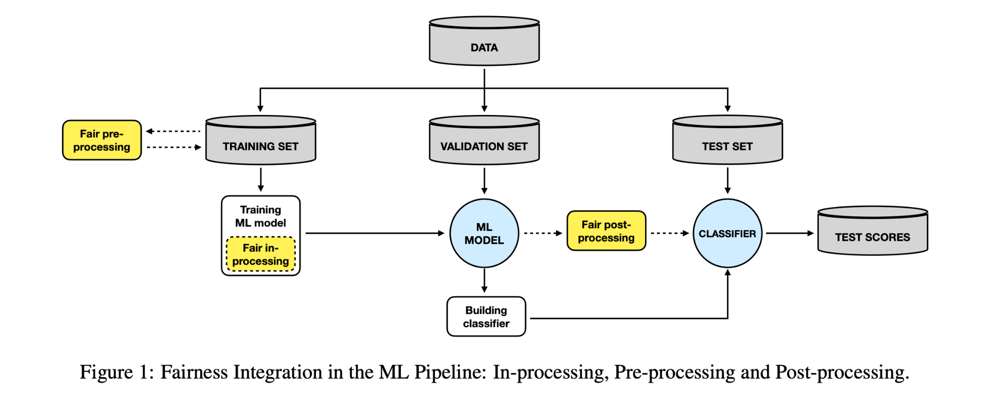 DATA
Fair pre-
processing
TRAINING SET
VALIDATION SET
TEST SET
Training
ML model
Fair in-
processing
ML
MODEL
Fair post-
processing
CLASSIFIER
TEST SCORES
Building
classifier
Figure 1: Fairness Integration in the ML Pipeline: In-processing, Pre-processing and Post-processing.